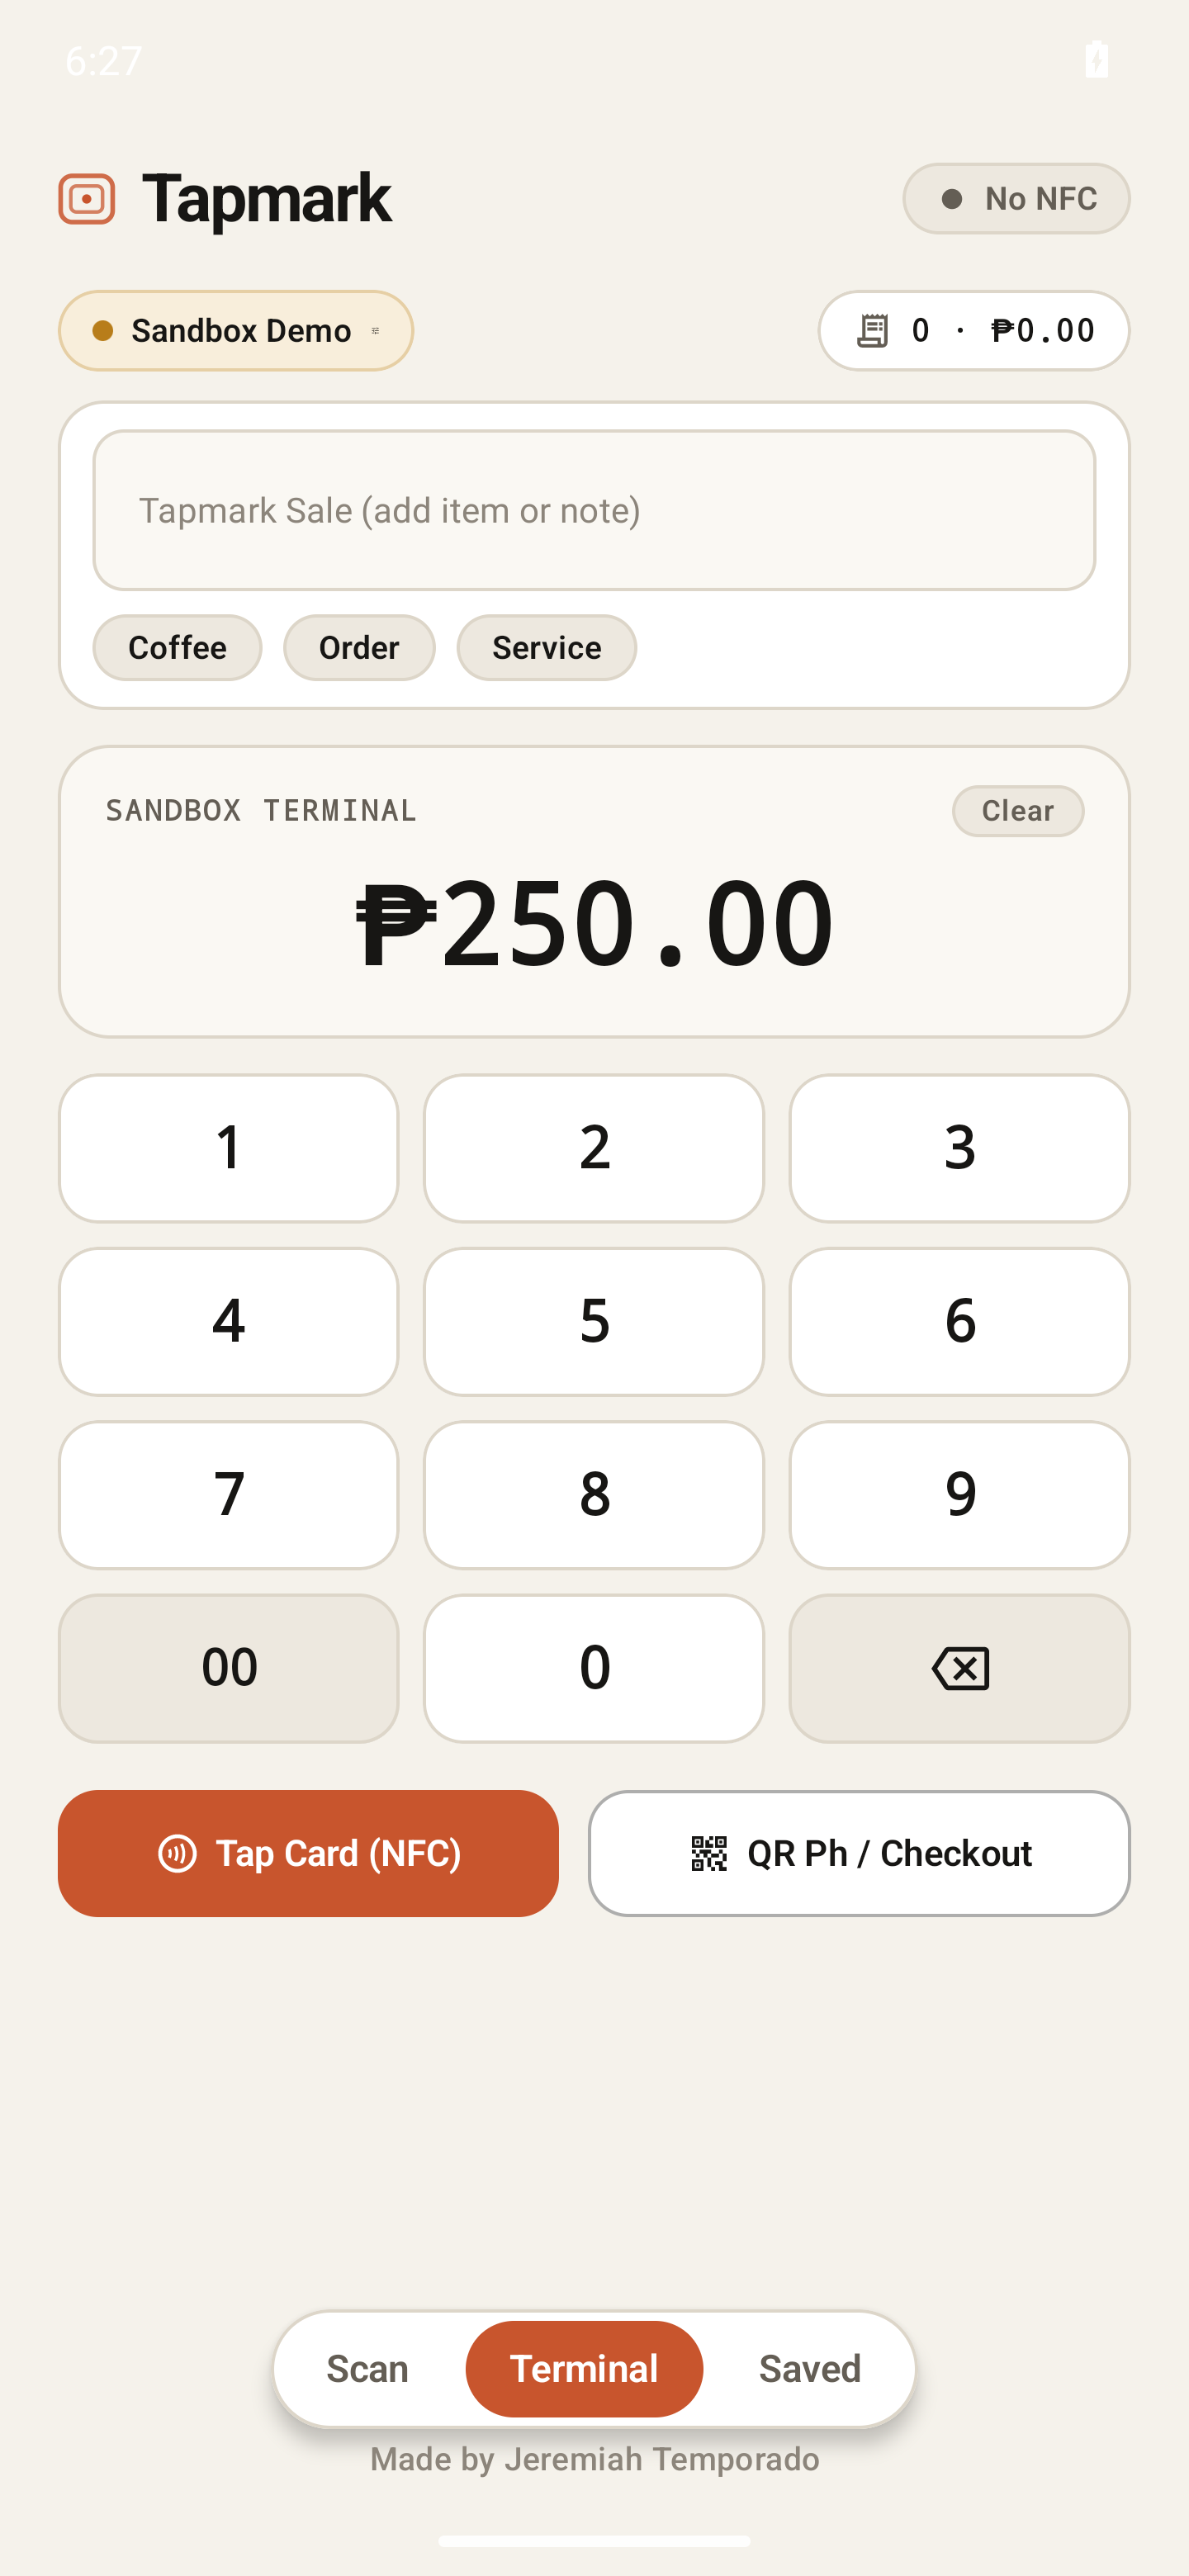 6:27
Tapmark
No NFC
Sandbox Demo
0 · ₱0.00
Tapmark Sale (add item or note)
Coffee
Order
Service
SANDBOX TERMINAL
Clear
₱250.00
1
2
3
4
5
6
7
8
9
00
0
Tap Card (NFC)
QR Ph / Checkout
Scan
Terminal
Saved
Made by Jeremiah Temporado